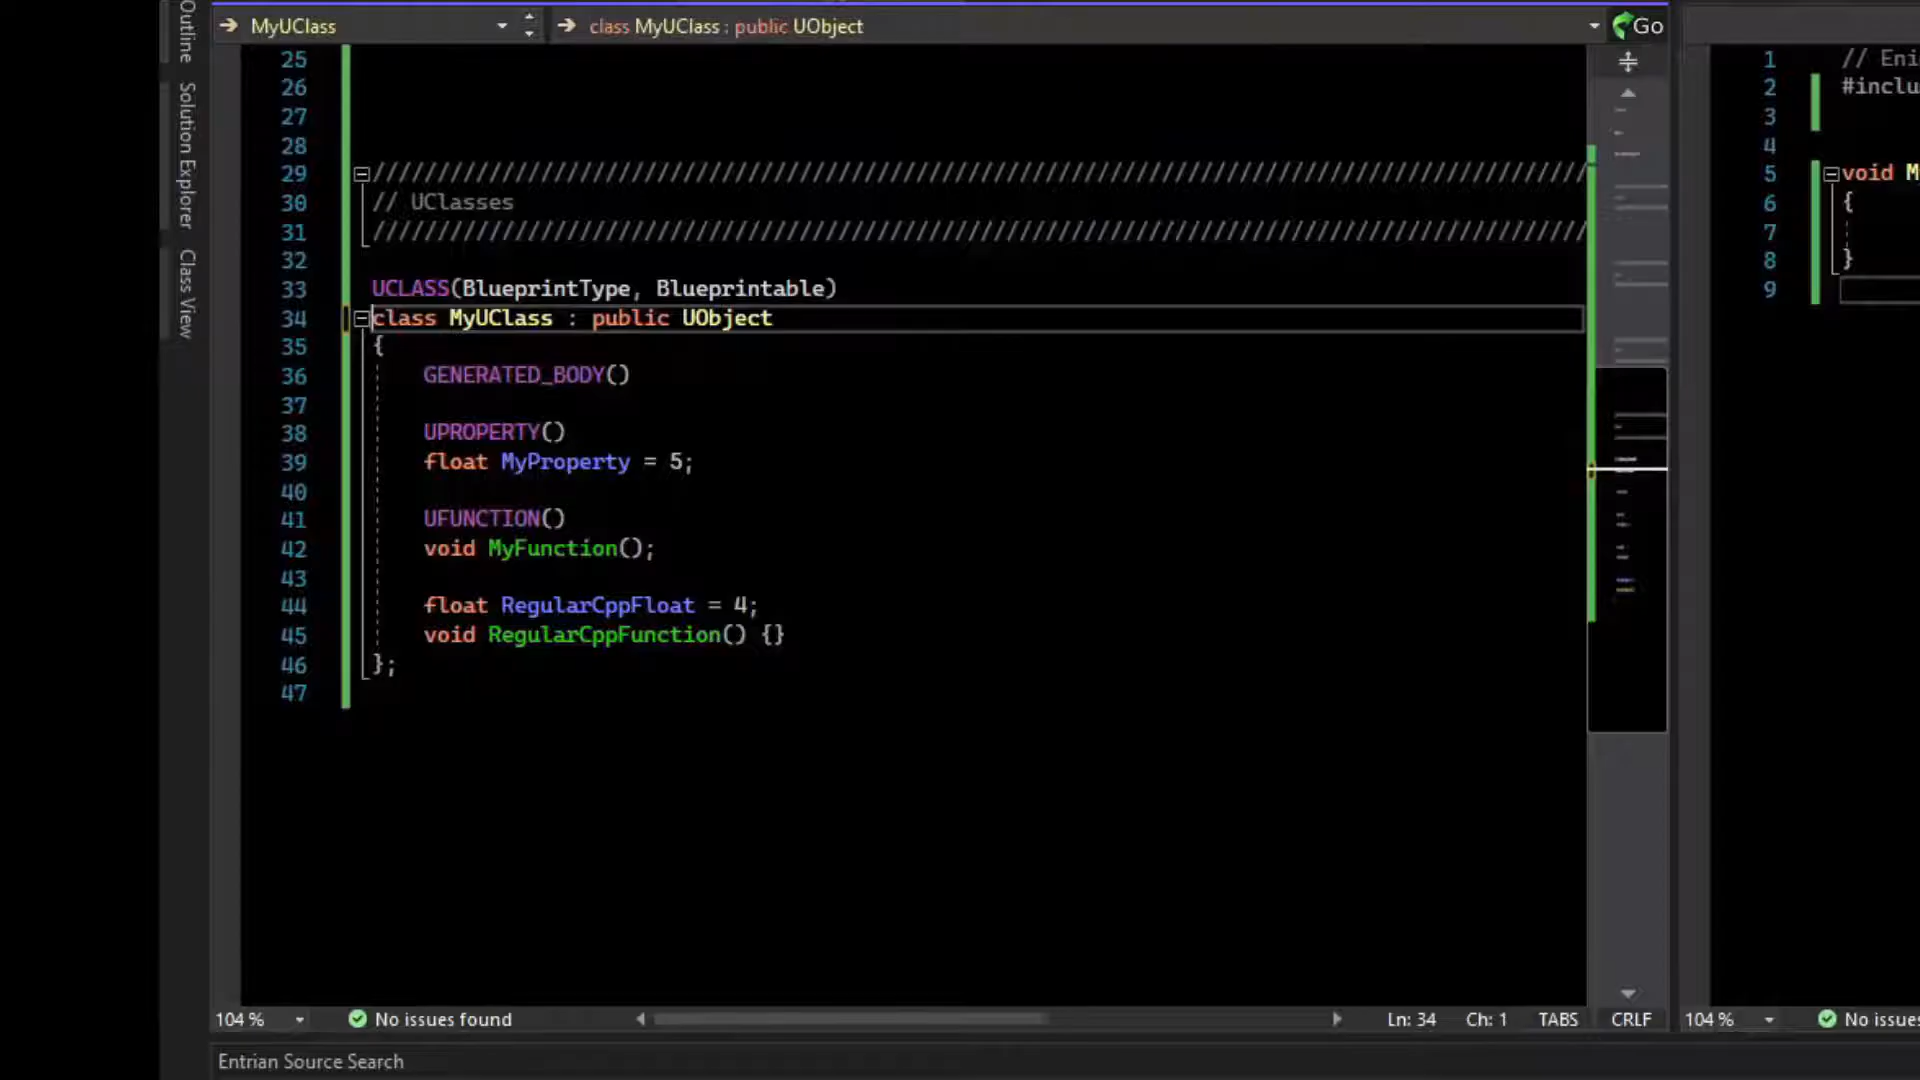 Outline
Solution Explorer
Class View
MyUClass
class MyUClass : public UObject
Go
25
26
27
28
29 ////////////////////////////////////////////////////////////////////////////////////////////////
30 // UClasses
31 ////////////////////////////////////////////////////////////////////////////////////////////////
32
33 UCLASS(BlueprintType, Blueprintable)
34 class MyUClass : public UObject
35 {
36 GENERATED_BODY()
37
38 UPROPERTY()
39 float MyProperty = 5;
40
41 UFUNCTION()
42 void MyFunction();
43
44 float RegularCppFloat = 4;
45 void RegularCppFunction() {}
46 };
47
1 // Eni
2 #inclu
3
4
5 void M
6 {
7
8 }
9
104 %
No issues found
Ln: 34
Ch: 1
TABS
CRLF
104 %
No issues
Entrian Source Search